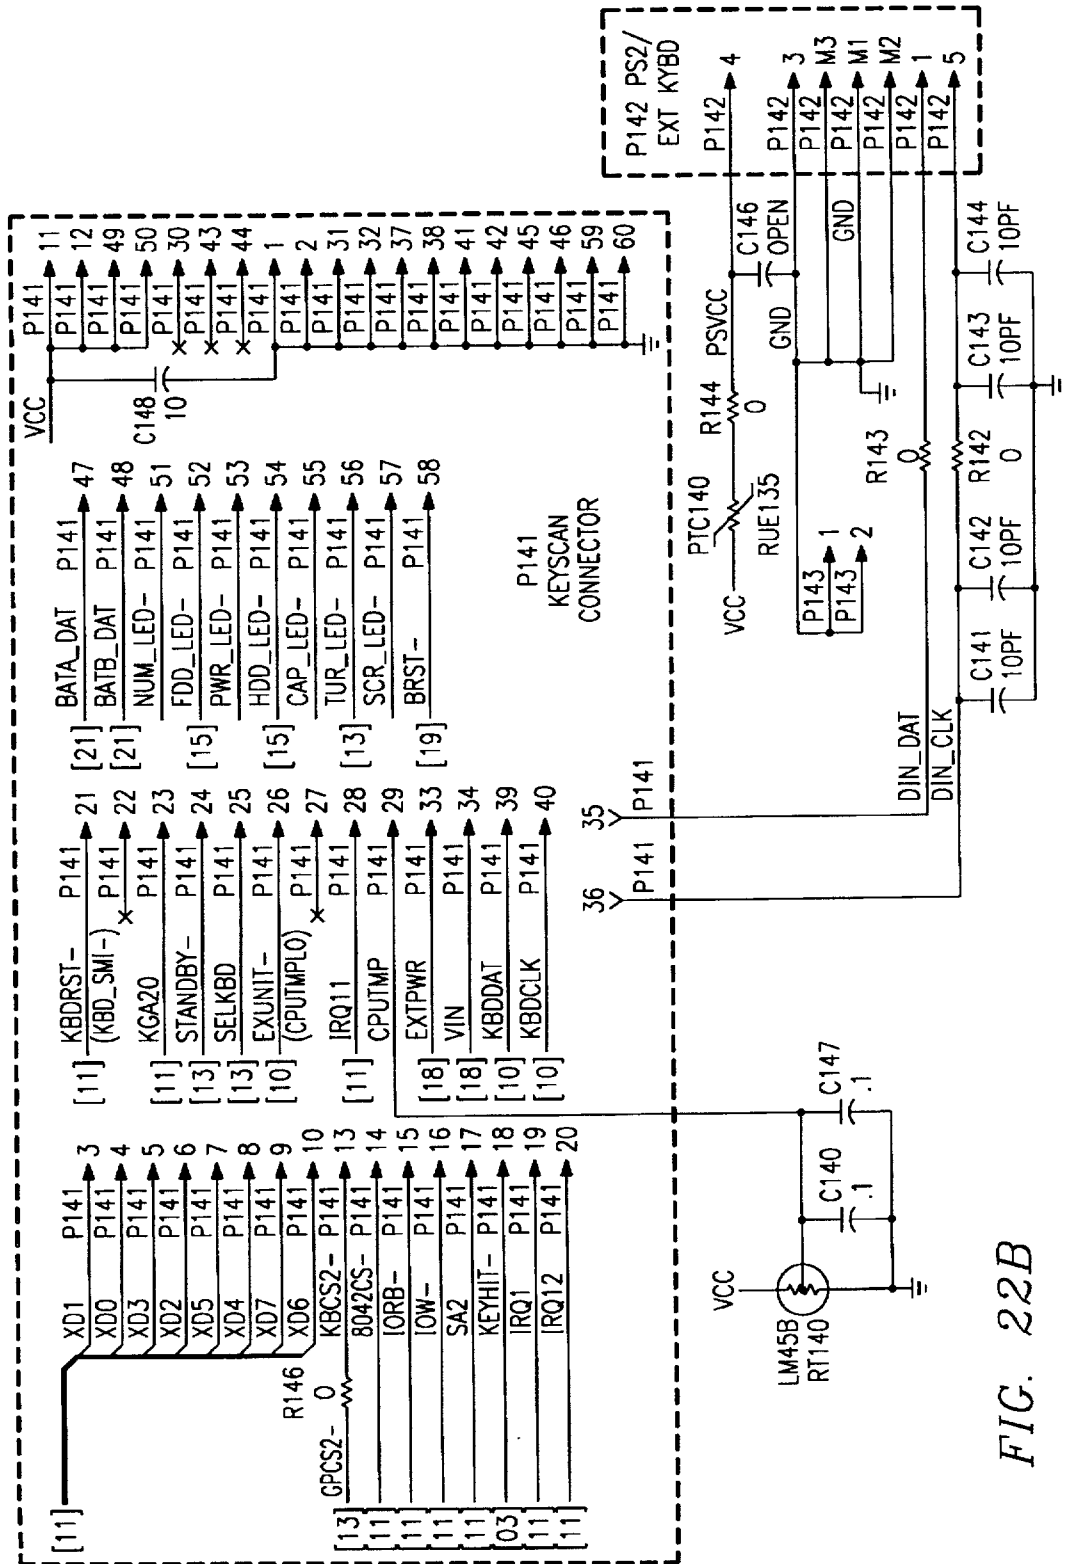 [11]
XD1 P141 3
XD0 P141 4
XD3 P141 5
XD2 P141 6
XD5 P141 7
XD4 P141 8
XD7 P141 9
XD6 P141 10
R146
0
[13] GPCS2- KBCS2- P141 13
[11] 8042CS- P141 14
[11] IORB- P141 15
[11] IOW- P141 16
[11] SA2 P141 17
[03] KEYHIT- P141 18
[11] IRQ1 P141 19
[11] IRQ12 P141 20
[11] KBDRST- P141 21
(KBD_SMI-) P141 22
[11] KGA20 P141 23
[13] STANDBY- P141 24
[13] SELKBD P141 25
[10] EXUNIT- P141 26
(CPUTMPLO) P141 27
[11] IRQ11 P141 28
CPUTMP P141 29
[18] EXTPWR P141 33
[18] VIN P141 34
[10] KBDDAT P141 39
[10] KBDCLK P141 40
[21] BATA_DAT P141 47
[21] BATB_DAT P141 48
NUM_LED- P141 51
[15] FDD_LED- P141 52
PWR_LED- P141 53
[15] HDD_LED- P141 54
CAP_LED- P141 55
[13] TUR_LED- P141 56
SCR_LED- P141 57
[19] BRST- P141 58
VCC
C148
10
P141 11
P141 12
P141 49
P141 50
P141 30
P141 43
P141 44
P141 1
P141 2
P141 31
P141 32
P141 37
P141 38
P141 41
P141 42
P141 45
P141 46
P141 59
P141 60
P141
KEYSCAN
CONNECTOR
36 P141
35 P141
VCC
LM45B
RT140
C140
.1
C147
.1
DIN_DAT
DIN_CLK
C141
10PF
C142
10PF
R142
0
C143
10PF
C144
10PF
R143
0
P143 1
P143 2
VCC
PTC140
RUE135
R144
0
PSVCC
GND
C146
OPEN
GND
P142 PS2/
EXT KYBD
P142 4
P142 3
P142 M3
P142 M1
P142 M2
P142 1
P142 5
FIG. 22B